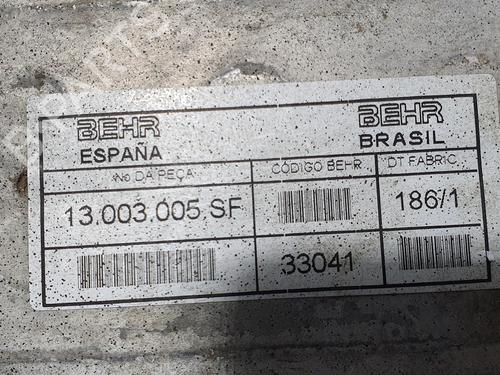 BEHR BEHR
ESPAÑA BRASIL
No DA PEÇA CÓDIGO BEHR DT FABRIC.
13.003.005 SF 186/1
33041